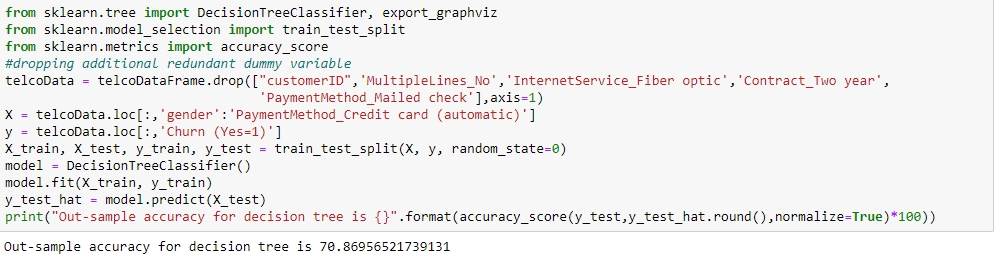 from sklearn.tree import DecisionTreeClassifier, export_graphviz
from sklearn.model_selection import train_test_split
from sklearn.metrics import accuracy_score
#dropping additional redundant dummy variable
telcoData = telcoDataFrame.drop(["customerID",'MultipleLines_No','InternetService_Fiber optic','Contract_Two year',
'PaymentMethod_Mailed check'],axis=1)
X = telcoData.loc[:,'gender':'PaymentMethod_Credit card (automatic)']
y = telcoData.loc[:,'Churn (Yes=1)']
X_train, X_test, y_train, y_test = train_test_split(X, y, random_state=0)
model = DecisionTreeClassifier()
model.fit(X_train, y_train)
y_test_hat = model.predict(X_test)
print("Out-sample accuracy for decision tree is {}".format(accuracy_score(y_test,y_test_hat.round(),normalize=True)*100))
Out-sample accuracy for decision tree is 70.86956521739131